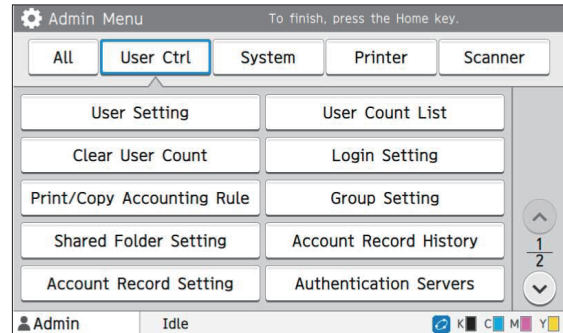 Admin Menu To finish, press the Home key.
All User Ctrl System Printer Scanner
User Setting User Count List
Clear User Count Login Setting
Print/Copy Accounting Rule Group Setting
Shared Folder Setting Account Record History
1
2
Account Record Setting Authentication Servers
Admin Idle K C M Y